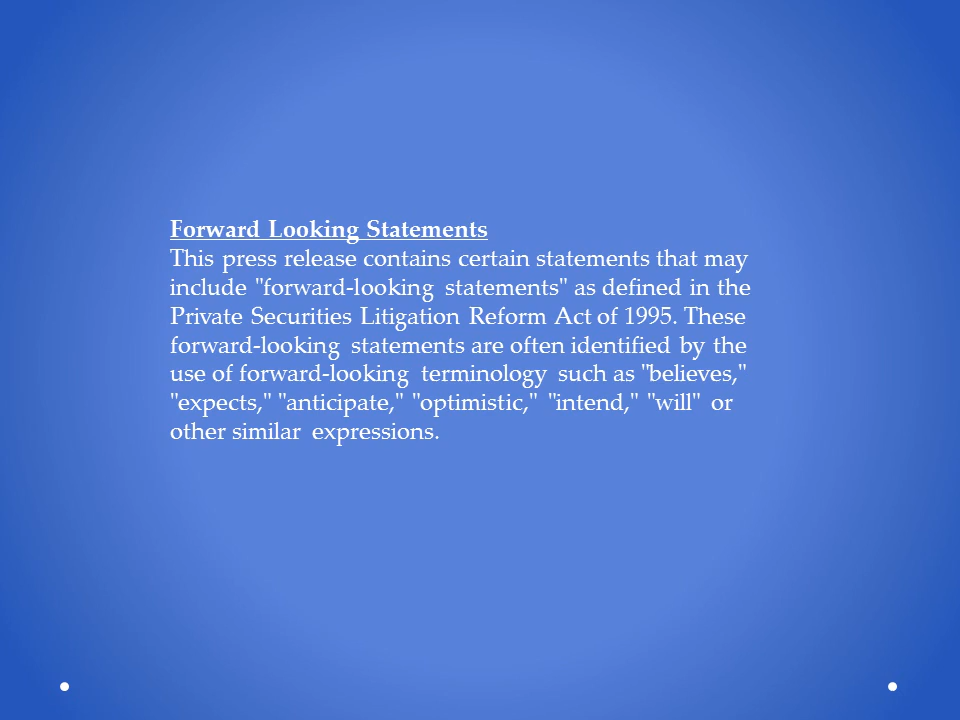 Forward Looking Statements
This press release contains certain statements that may
include "forward-looking statements" as defined in the
Private Securities Litigation Reform Act of 1995. These
forward-looking statements are often identified by the
use of forward-looking terminology such as "believes,"
"expects," "anticipate," "optimistic," "intend," "will" or
other similar expressions.